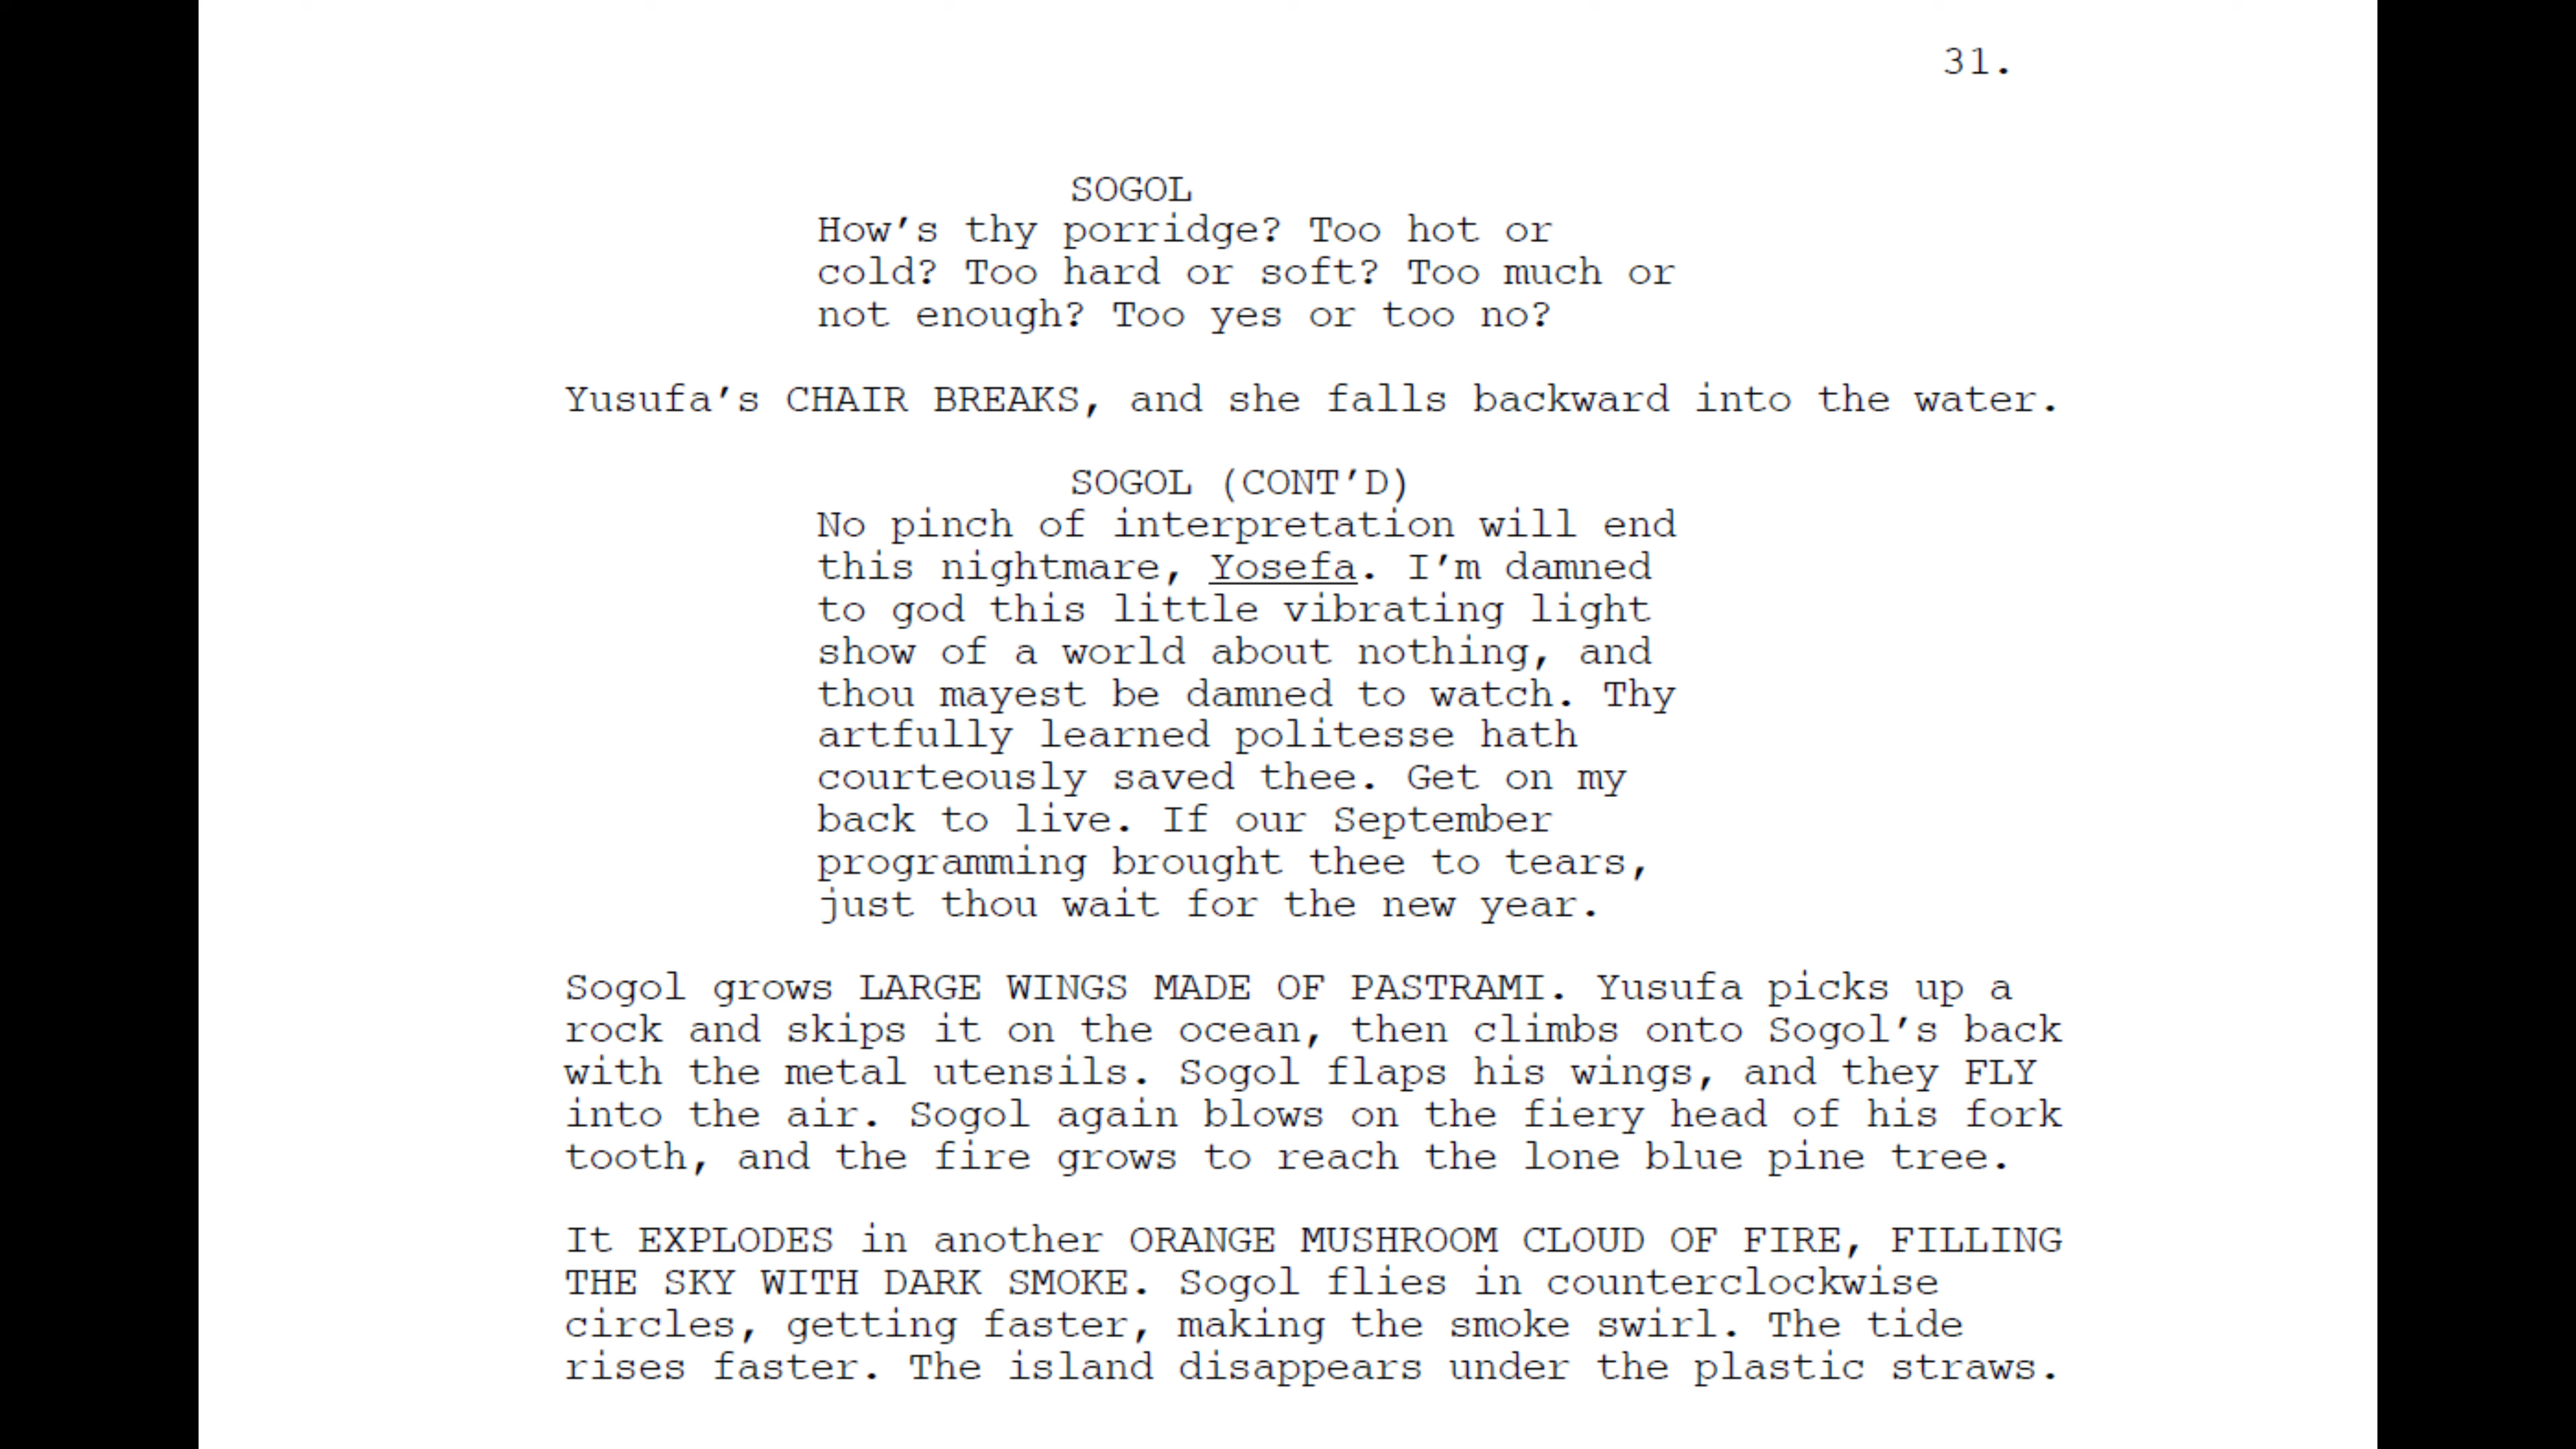 31.
SOGOL
How's thy porridge? Too hot or
cold? Too hard or soft? Too much or
not enough? Too yes or too no?
Yusufa's CHAIR BREAKS, and she falls backward into the water.
SOGOL (CONT'D)
No pinch of interpretation will end
this nightmare, Yosefa. I'm damned
to god this little vibrating light
show of a world about nothing, and
thou mayest be damned to watch. Thy
artfully learned politesse hath
courteously saved thee. Get on my
back to live. If our September
programming brought thee to tears,
just thou wait for the new year.
Sogol grows LARGE WINGS MADE OF PASTRAMI. Yusufa picks up a
rock and skips it on the ocean, then climbs onto Sogol's back
with the metal utensils. Sogol flaps his wings, and they FLY
into the air. Sogol again blows on the fiery head of his fork
tooth, and the fire grows to reach the lone blue pine tree.
It EXPLODES in another ORANGE MUSHROOM CLOUD OF FIRE, FILLING
THE SKY WITH DARK SMOKE. Sogol flies in counterclockwise
circles, getting faster, making the smoke swirl. The tide
rises faster. The island disappears under the plastic straws.